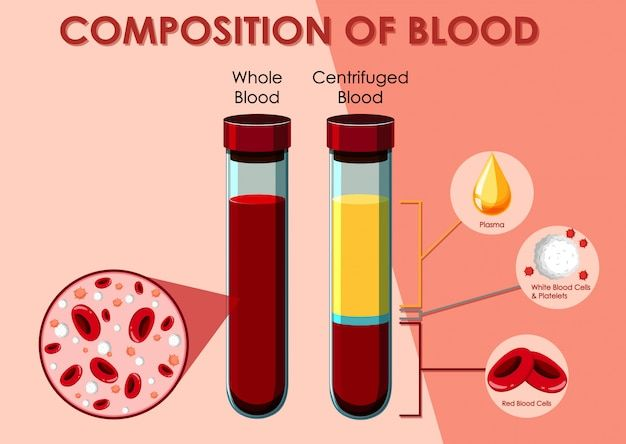 COMPOSITION OF BLOOD
Whole
Blood
Centrifuged
Blood
Plasma
White Blood Cells
& Platelets
Red Blood Cells